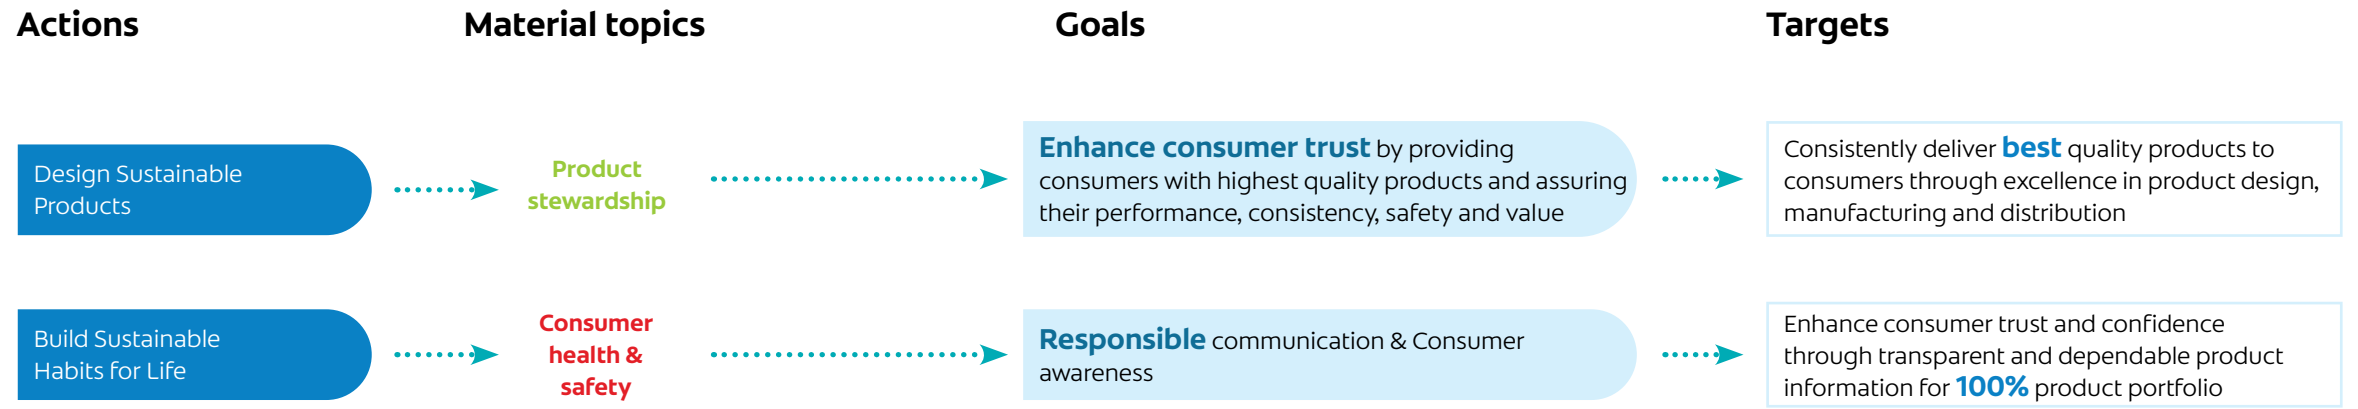 Actions
Material topics
Goals
Targets
Design Sustainable
Products
Product
stewardship
Enhance consumer trust by providing
consumers with highest quality products and assuring
their performance, consistency, safety and value
Consistently deliver best quality products to
consumers through excellence in product design,
manufacturing and distribution
Build Sustainable
Habits for Life
Consumer
health &
safety
Responsible communication & Consumer
awareness
Enhance consumer trust and confidence
through transparent and dependable product
information for 100% product portfolio